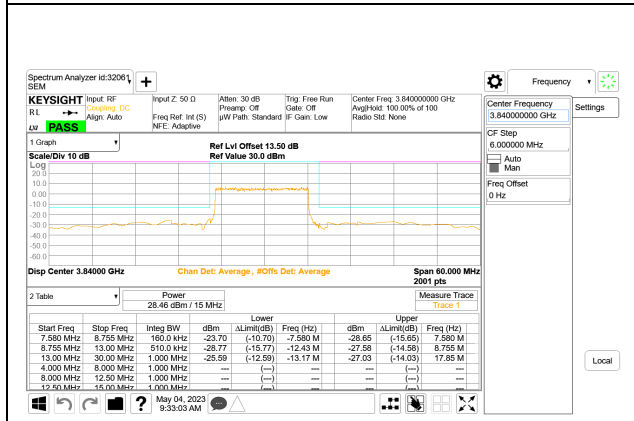 Spectrum Analyzer id:32061
SEM
Frequency
KEYSIGHT
RL
LXI
PASS
Input: RF
Coupling: DC
Align: Auto
Input Z: 50 Ω
Freq Ref: Int (S)
NFE: Adaptive
Atten: 30 dB
Preamp: Off
µW Path: Standard
Trig: Free Run
Gate: Off
IF Gain: Low
Center Freq: 3.840000000 GHz
Avg|Hold: 100.00% of 100
Radio Std: None
Center Frequency
3.840000000 GHz
Settings
CF Step
6.000000 MHz
Auto
Man
Freq Offset
0 Hz
1 Graph
Ref Lvl Offset 13.50 dB
Scale/Div 10 dB
Ref Value 30.0 dBm
Log
20.0
10.0
0.00
-10.0
-20.0
-30.0
-40.0
-50.0
-60.0
Disp Center 3.84000 GHz
Chan Det: Average , #Offs Det: Average
Span 60.000 MHz
2001 pts
2 Table
Power
28.46 dBm / 15 MHz
Measure Trace
Trace 1
Lower Upper
Start Freq Stop Freq Integ BW dBm ΔLimit(dB) Freq (Hz) dBm ΔLimit(dB) Freq (Hz)
7.580 MHz 8.755 MHz 160.0 kHz -23.70 (-10.70) -7.580 M -28.65 (-15.65) 7.580 M
8.755 MHz 13.00 MHz 510.0 kHz -28.77 (-15.77) -12.43 M -27.58 (-14.58) 8.755 M
13.00 MHz 30.00 MHz 1.000 MHz -25.59 (-12.59) -13.17 M -27.03 (-14.03) 17.85 M
4.000 MHz 8.000 MHz 1.000 MHz --- (---) --- (---)
8.000 MHz 12.50 MHz 1.000 MHz --- (---) --- (---)
12.50 MHz 15.00 MHz 1.000 MHz --- (---) --- (---)
Local
May 04, 2023
9:33:03 AM